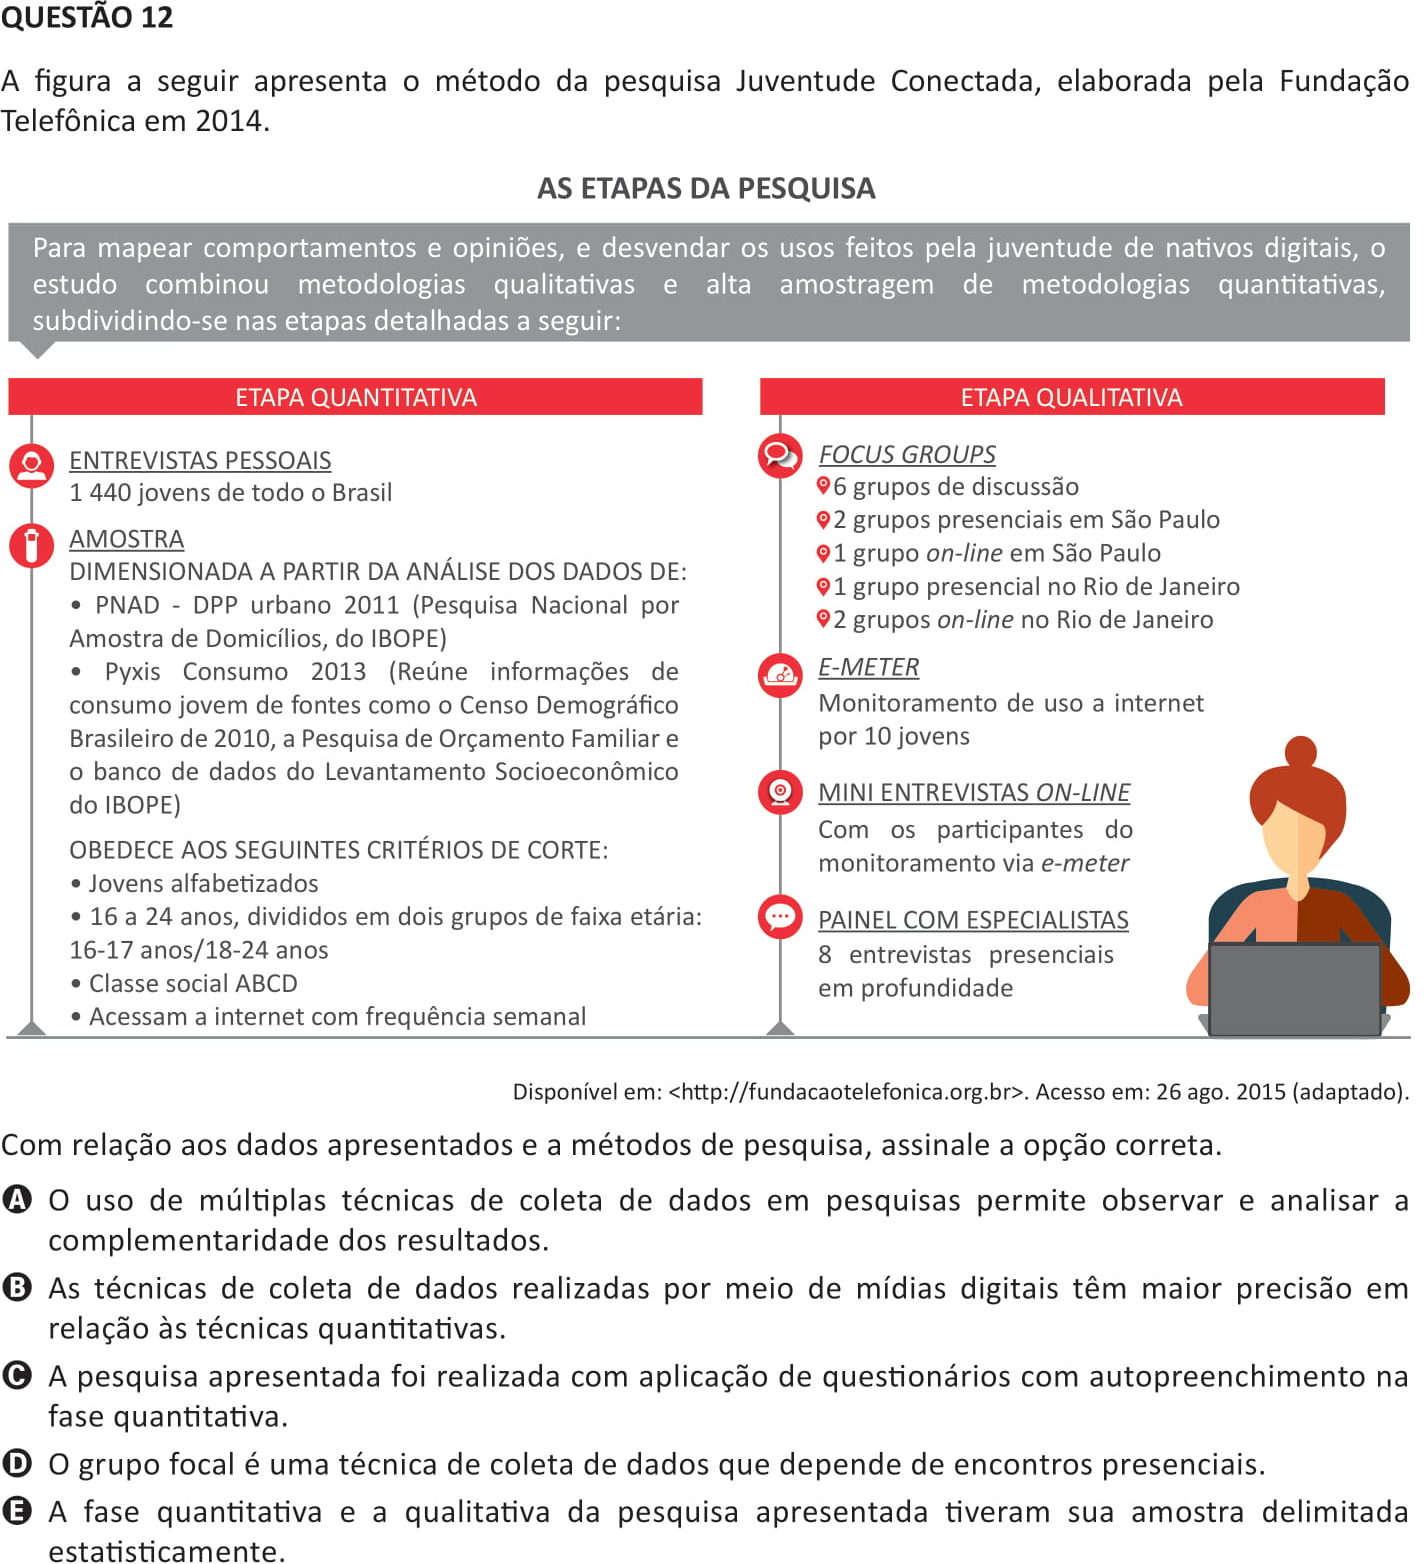 QUESTÃO 12
A figura a seguir apresenta o método da pesquisa Juventude Conectada, elaborada pela Fundação
Telefônica em 2014.
AS ETAPAS DA PESQUISA
Para mapear comportamentos e opiniões, e desvendar os usos feitos pela juventude de nativos digitais, o
estudo combinou metodologias qualitativas e alta amostragem de metodologias quantitativas,
subdividindo-se nas etapas detalhadas a seguir:
ETAPA QUANTITATIVA
ENTREVISTAS PESSOAIS
1 440 jovens de todo o Brasil
AMOSTRA
DIMENSIONADA A PARTIR DA ANÁLISE DOS DADOS DE:
• PNAD - DPP urbano 2011 (Pesquisa Nacional por
Amostra de Domicílios, do IBOPE)
• Pyxis Consumo 2013 (Reúne informações de
consumo jovem de fontes como o Censo Demográfico
Brasileiro de 2010, a Pesquisa de Orçamento Familiar e
o banco de dados do Levantamento Socioeconômico
do IBOPE)
OBEDECE AOS SEGUINTES CRITÉRIOS DE CORTE:
• Jovens alfabetizados
• 16 a 24 anos, divididos em dois grupos de faixa etária:
16-17 anos/18-24 anos
• Classe social ABCD
• Acessam a internet com frequência semanal
ETAPA QUALITATIVA
FOCUS GROUPS
6 grupos de discussão
2 grupos presenciais em São Paulo
1 grupo on-line em São Paulo
1 grupo presencial no Rio de Janeiro
2 grupos on-line no Rio de Janeiro
E-METER
Monitoramento de uso a internet
por 10 jovens
MINI ENTREVISTAS ON-LINE
Com os participantes do
monitoramento via e-meter
PAINEL COM ESPECIALISTAS
8 entrevistas presenciais
em profundidade
Disponível em: <http://fundacaotelefonica.org.br>. Acesso em: 26 ago. 2015 (adaptado).
Com relação aos dados apresentados e a métodos de pesquisa, assinale a opção correta.
A O uso de múltiplas técnicas de coleta de dados em pesquisas permite observar e analisar a
complementaridade dos resultados.
B As técnicas de coleta de dados realizadas por meio de mídias digitais têm maior precisão em
relação às técnicas quantitativas.
C A pesquisa apresentada foi realizada com aplicação de questionários com autopreenchimento na
fase quantitativa.
D O grupo focal é uma técnica de coleta de dados que depende de encontros presenciais.
E A fase quantitativa e a qualitativa da pesquisa apresentada tiveram sua amostra delimitada
estatisticamente.